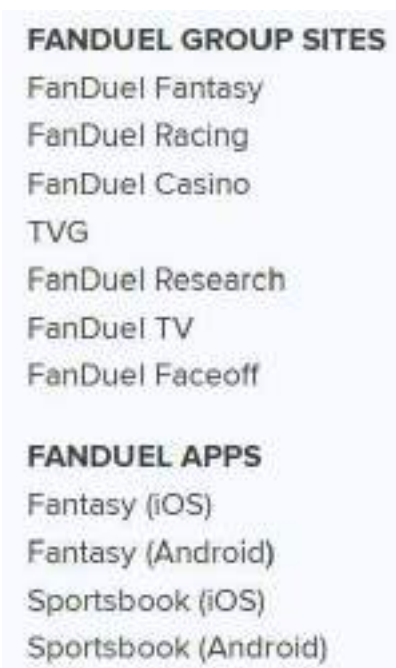 FANDUEL GROUP SITES
FanDuel Fantasy
FanDuel Racing
FanDuel Casino
TVG
FanDuel Research
FanDuel TV
FanDuel Faceoff
FANDUEL APPS
Fantasy (iOS)
Fantasy (Android)
Sportsbook (iOS)
Sportsbook (Android)